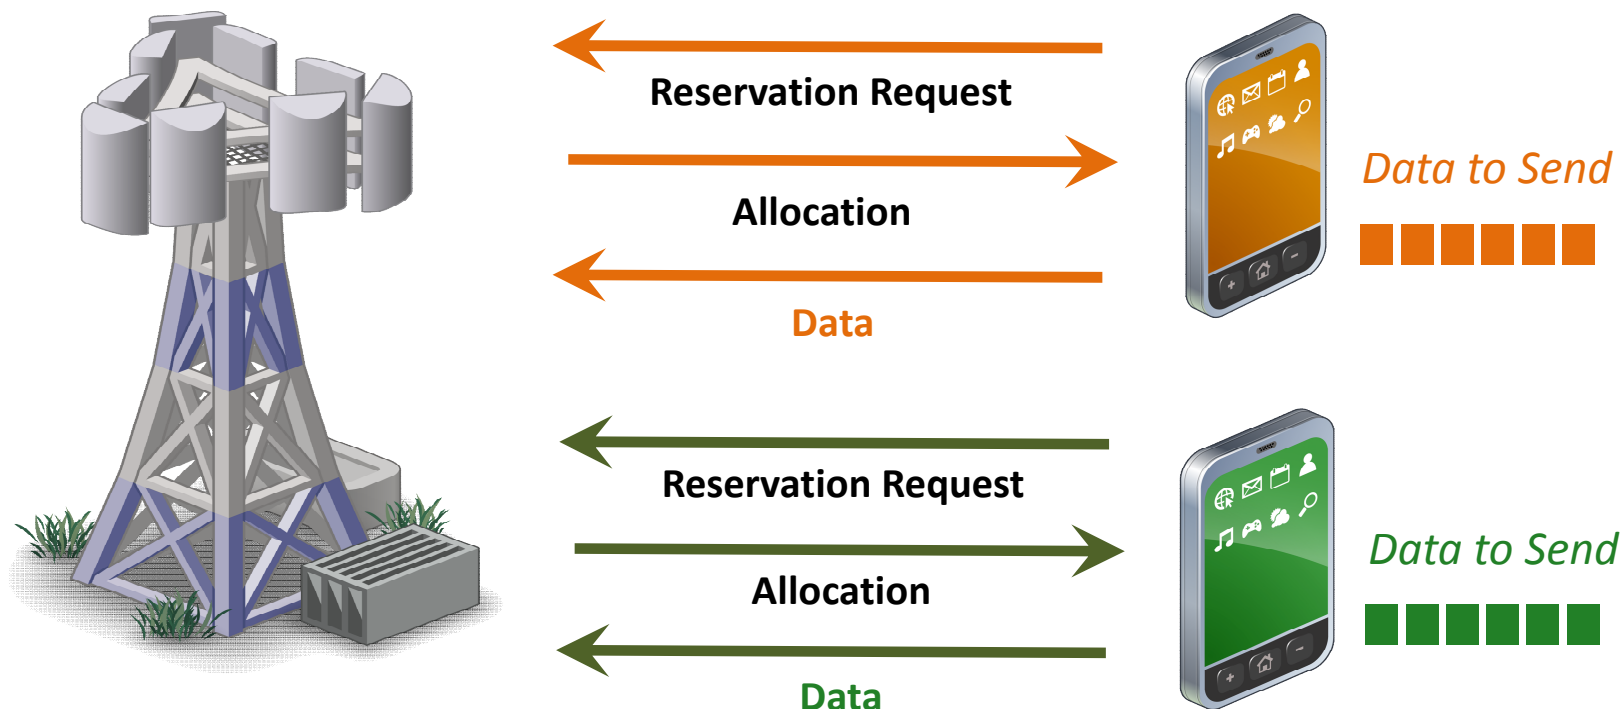 Reservation Request
Allocation
Data to Send
Data
Reservation Request
Allocation
Data to Send
Data